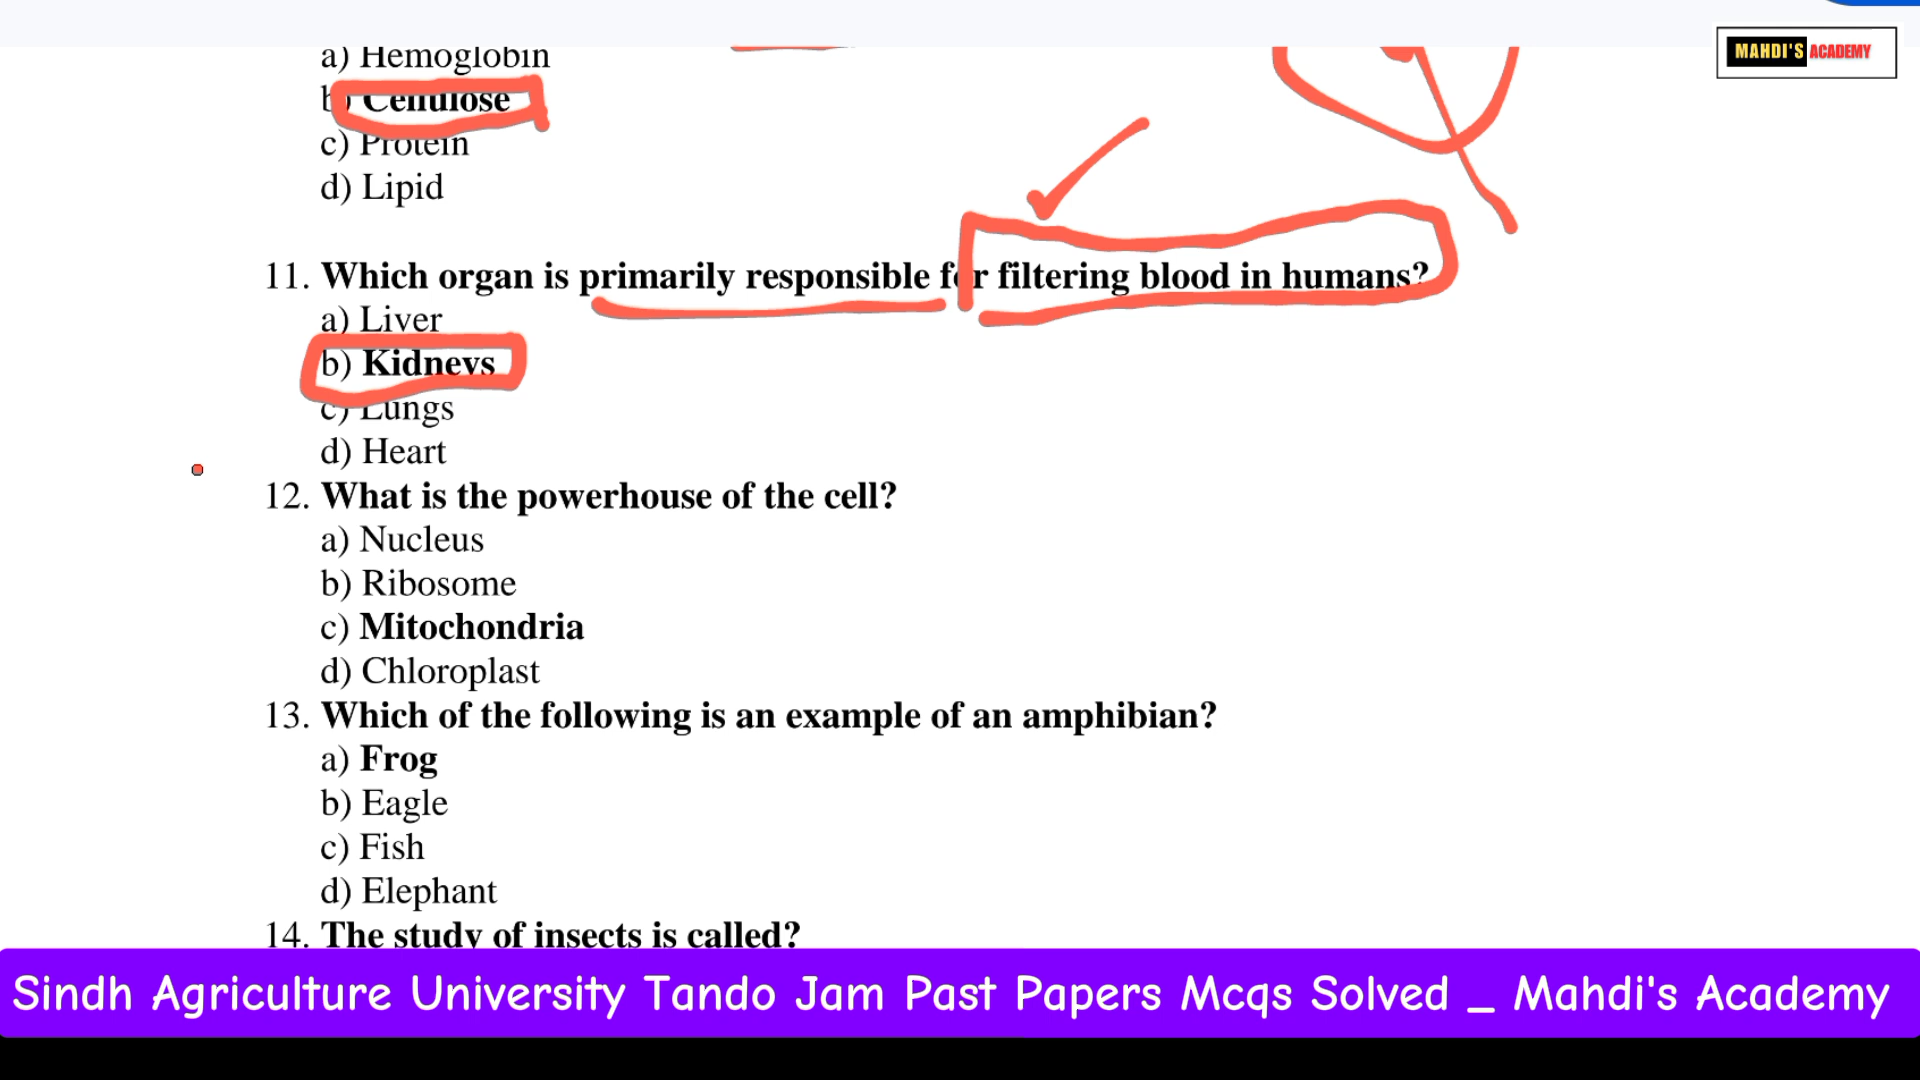 MAHDI'S ACADEMY
a) Hemoglobin
b) Cellulose
c) Protein
d) Lipid
11. Which organ is primarily responsible for filtering blood in humans?
a) Liver
b) Kidneys
c) Lungs
d) Heart
12. What is the powerhouse of the cell?
a) Nucleus
b) Ribosome
c) Mitochondria
d) Chloroplast
13. Which of the following is an example of an amphibian?
a) Frog
b) Eagle
c) Fish
d) Elephant
14. The study of insects is called?
Sindh Agriculture University Tando Jam Past Papers Mcqs Solved _ Mahdi's Academy